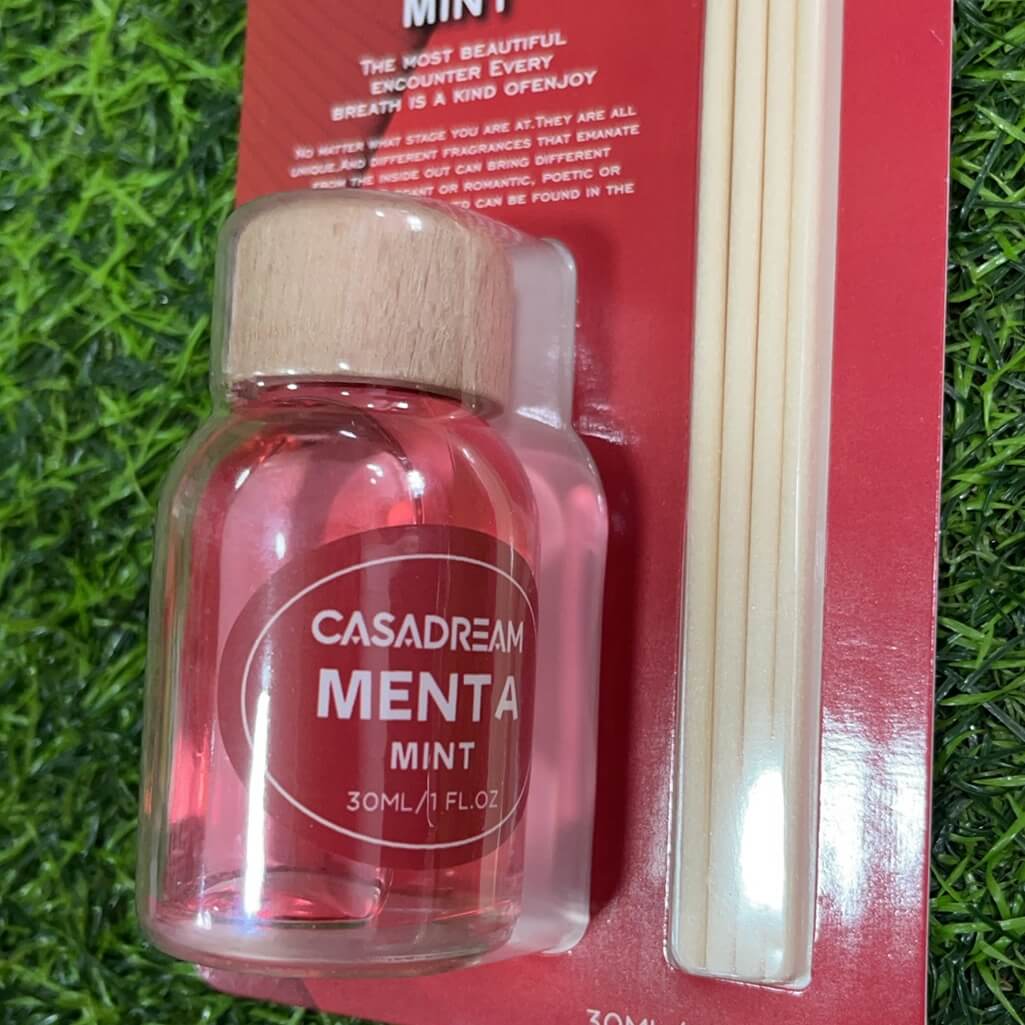 MINT
THE MOST BEAUTIFUL
ENCOUNTER EVERY
BREATH IS A KIND OFENJOY
NO MATTER WHAT STAGE YOU ARE AT.THEY ARE ALL
UNIQUE.AND DIFFERENT FRAGRANCES THAT EMANATE
FROM THE INSIDE OUT CAN BRING DIFFERENT
OR ROMANTIC, POETIC OR
CAN BE FOUND IN THE
CASADREAM
MENTA
MINT
30ML/1 FL.OZ
30ML/